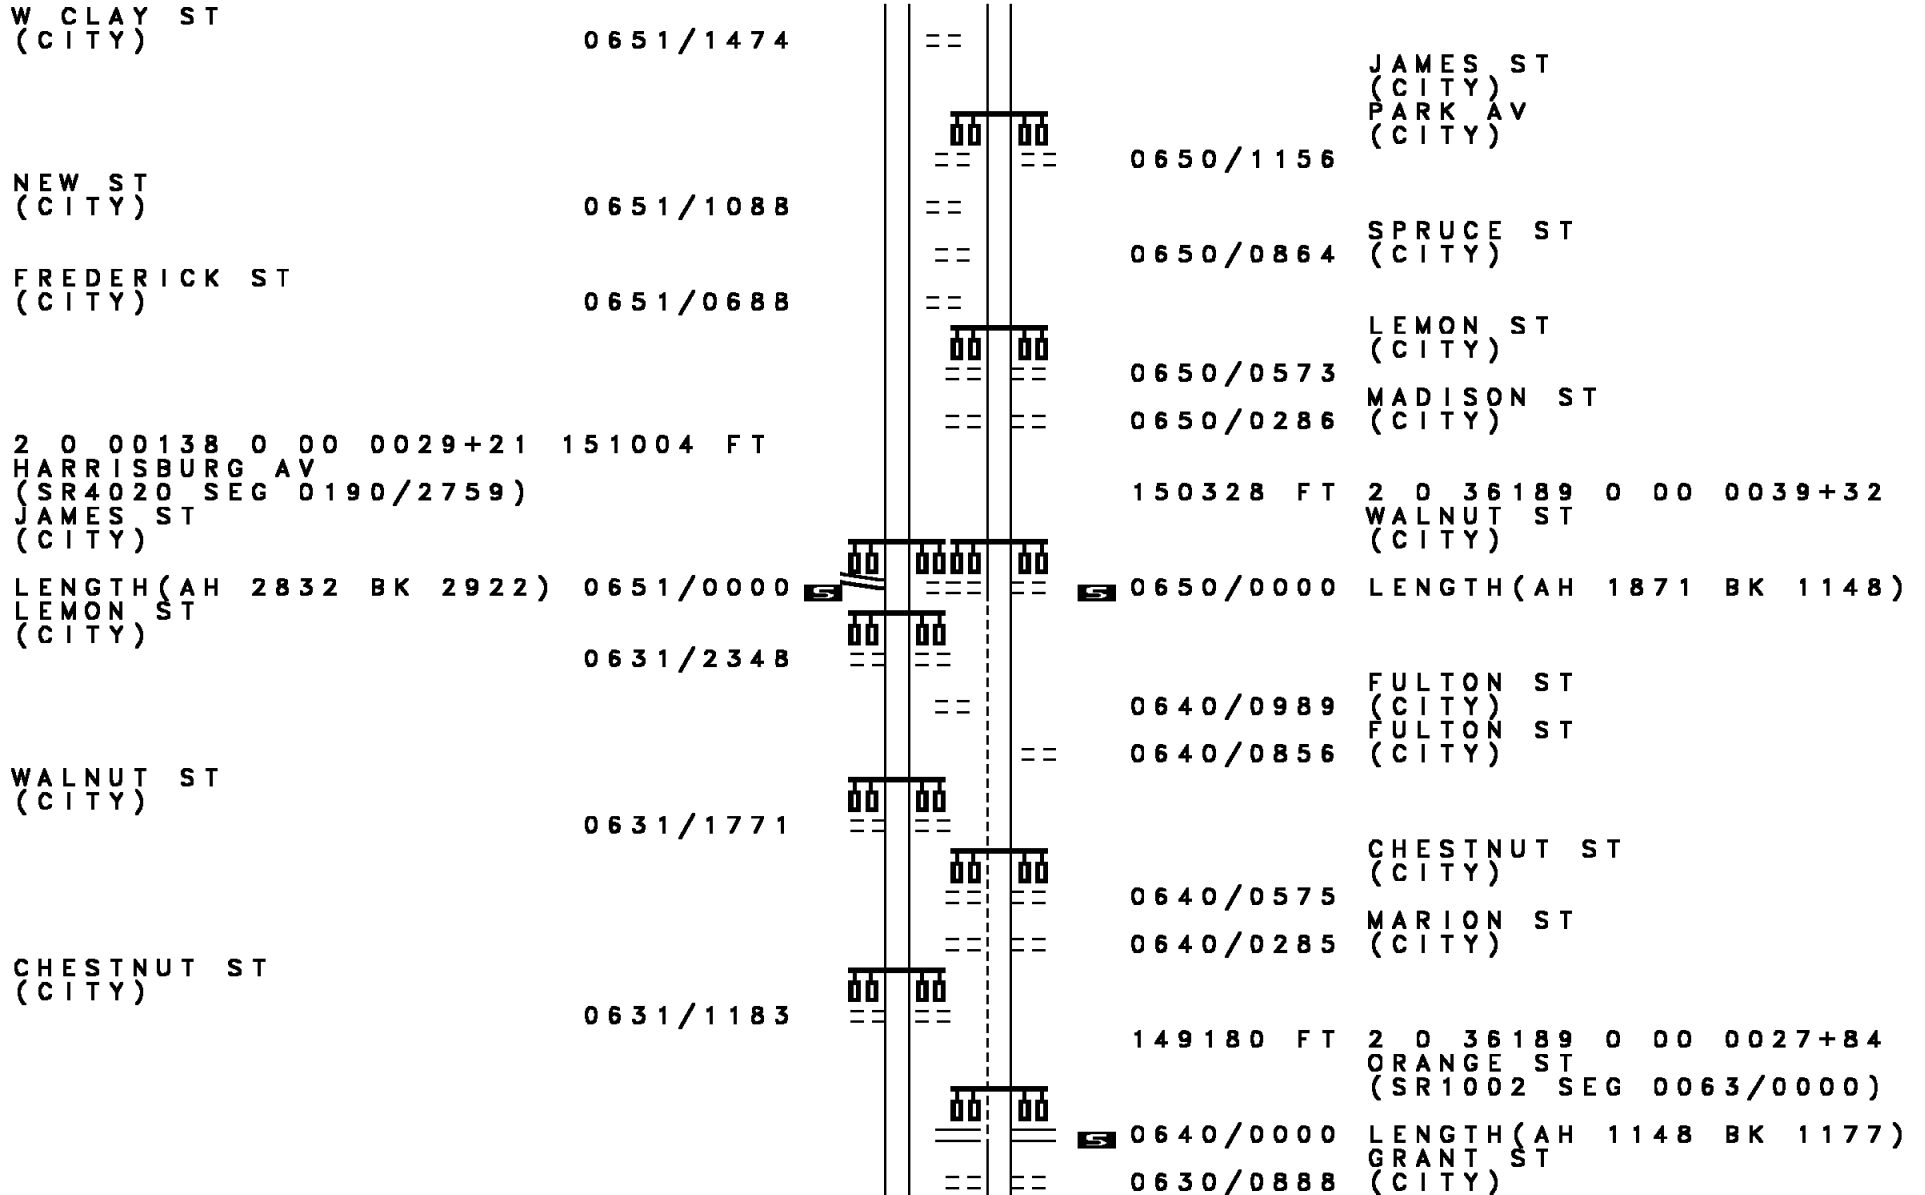 W CLAY ST
(CITY) 0651/1474
JAMES ST
(CITY)
PARK AV
(CITY)
0650/1156
NEW ST
(CITY) 0651/1088
SPRUCE ST
0650/0864 (CITY)
FREDERICK ST
(CITY) 0651/0688
LEMON ST
(CITY)
0650/0573
MADISON ST
0650/0286 (CITY)
2 0 00138 0 00 0029+21 151004 FT
HARRISBURG AV
(SR4020 SEG 0190/2759)
150328 FT 2 0 36189 0 00 0039+32
JAMES ST
WALNUT ST
(CITY)
(CITY)
LENGTH(AH 2832 BK 2922) 0651/0000 S
S 0650/0000 LENGTH(AH 1871 BK 1148)
LEMON ST
(CITY)
0631/2348
FULTON ST
0640/0989 (CITY)
FULTON ST
0640/0856 (CITY)
WALNUT ST
(CITY)
0631/1771
CHESTNUT ST
(CITY)
0640/0575
MARION ST
0640/0285 (CITY)
CHESTNUT ST
(CITY)
0631/1183
149180 FT 2 0 36189 0 00 0027+84
ORANGE ST
(SR1002 SEG 0063/0000)
S 0640/0000 LENGTH(AH 1148 BK 1177)
GRANT ST
0630/0888 (CITY)